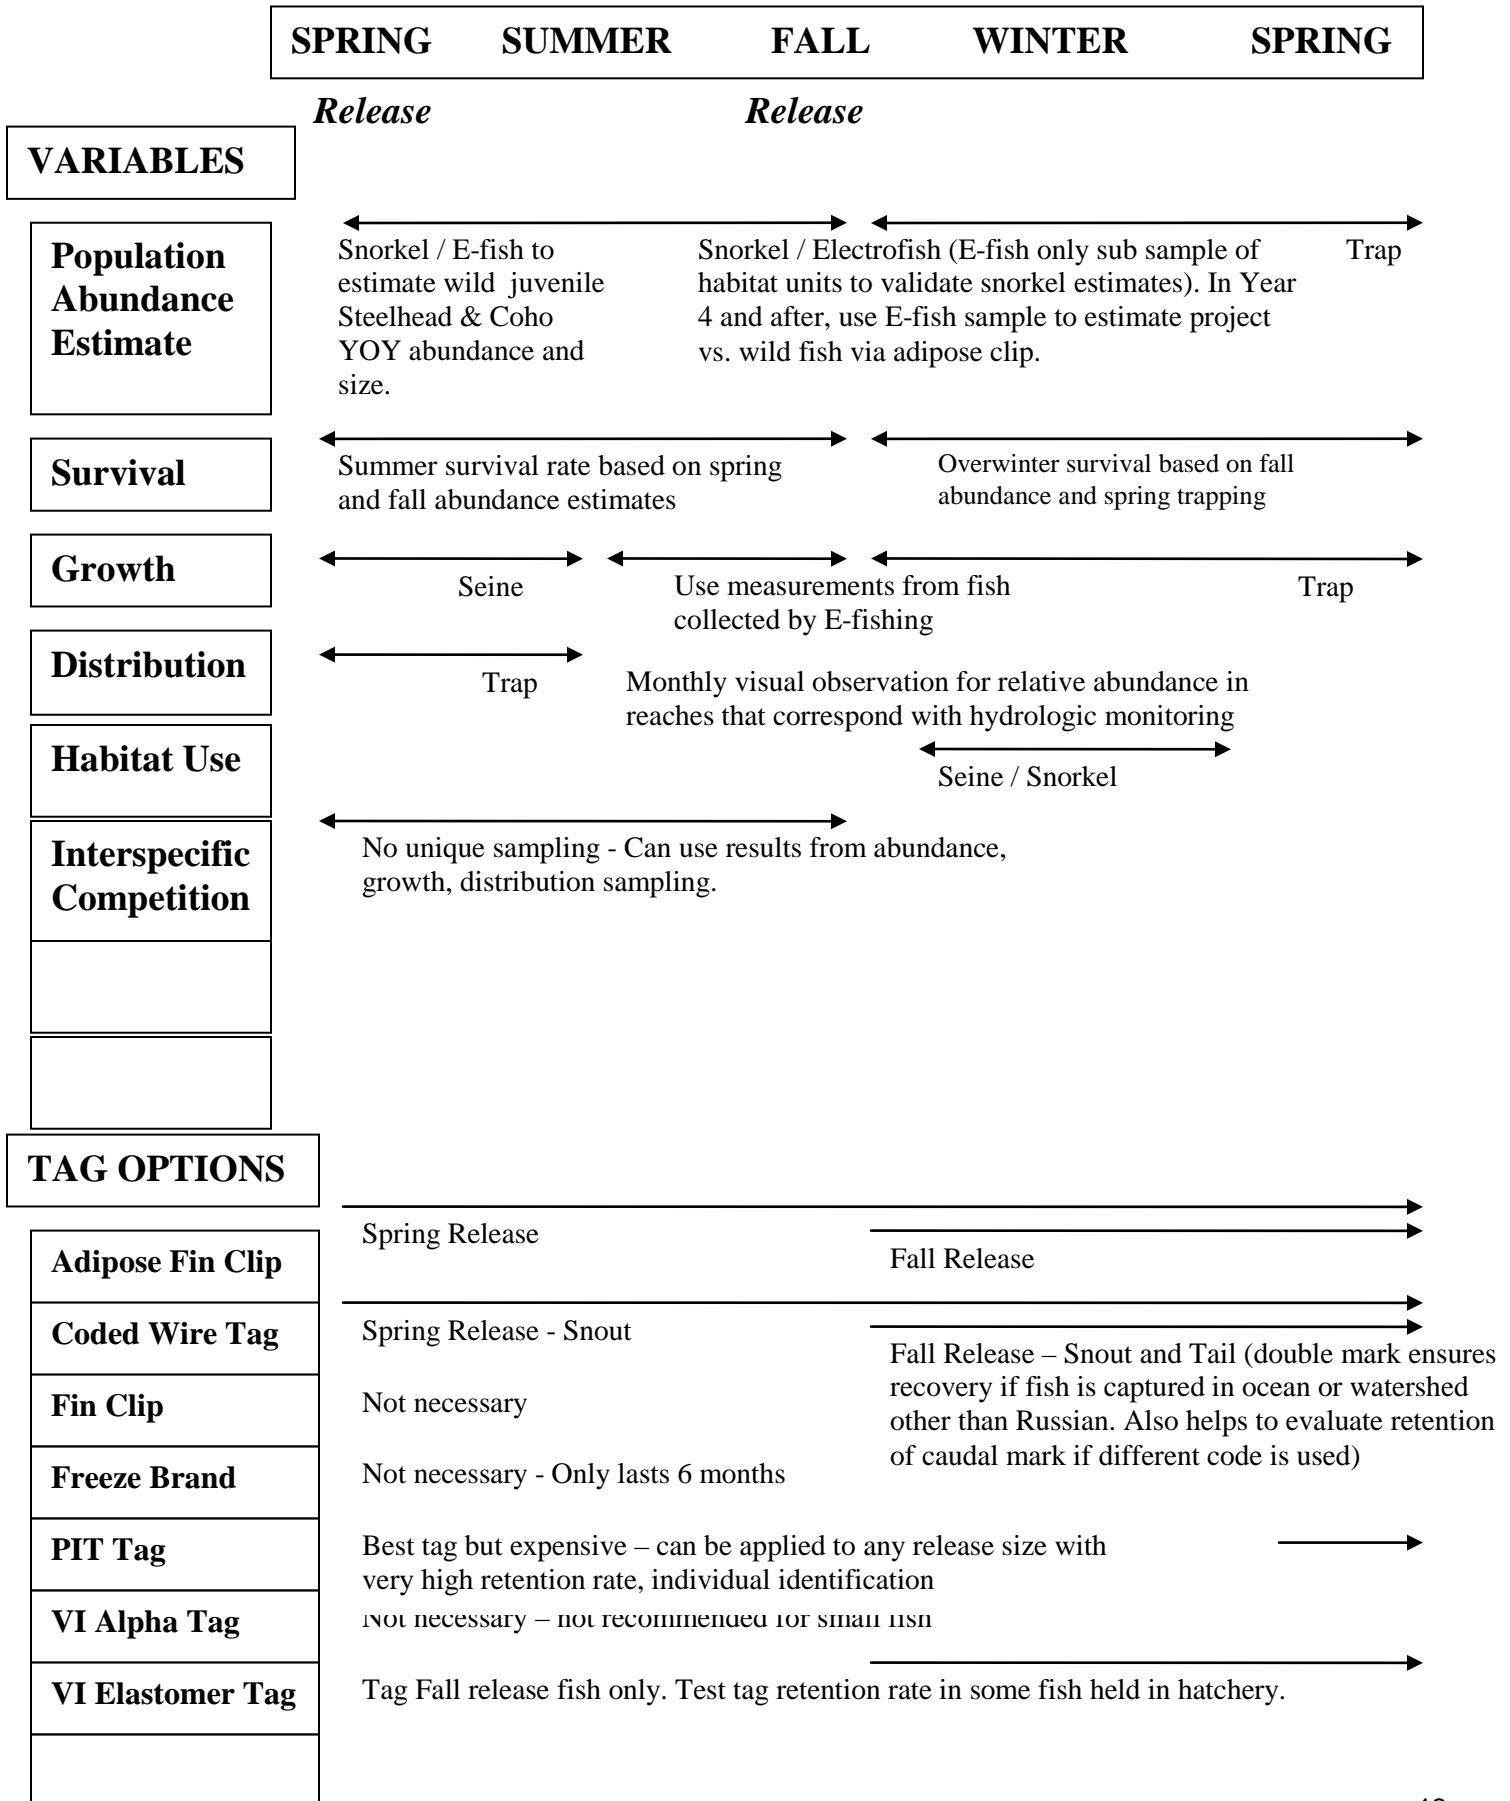 SPRING SUMMER FALL WINTER SPRING
Release Release
VARIABLES
Population
Abundance
Estimate
Snorkel / E-fish to
estimate wild juvenile
Steelhead & Coho
YOY abundance and
size.
Snorkel / Electrofish (E-fish only sub sample of
habitat units to validate snorkel estimates). In Year
4 and after, use E-fish sample to estimate project
vs. wild fish via adipose clip.
Trap
Survival
Summer survival rate based on spring
and fall abundance estimates
Overwinter survival based on fall
abundance and spring trapping
Growth
Seine
Use measurements from fish
collected by E-fishing
Trap
Distribution
Trap
Monthly visual observation for relative abundance in
reaches that correspond with hydrologic monitoring
Habitat Use
Seine / Snorkel
Interspecific
Competition
No unique sampling - Can use results from abundance,
growth, distribution sampling.
TAG OPTIONS
Adipose Fin Clip
Spring Release
Fall Release
Coded Wire Tag
Spring Release - Snout
Fall Release – Snout and Tail (double mark ensures
recovery if fish is captured in ocean or watershed
other than Russian. Also helps to evaluate retention
of caudal mark if different code is used)
Fin Clip
Not necessary
Freeze Brand
Not necessary - Only lasts 6 months
PIT Tag
Best tag but expensive – can be applied to any release size with
very high retention rate, individual identification
VI Alpha Tag
Not necessary – not recommended for small fish
VI Elastomer Tag
Tag Fall release fish only. Test tag retention rate in some fish held in hatchery.